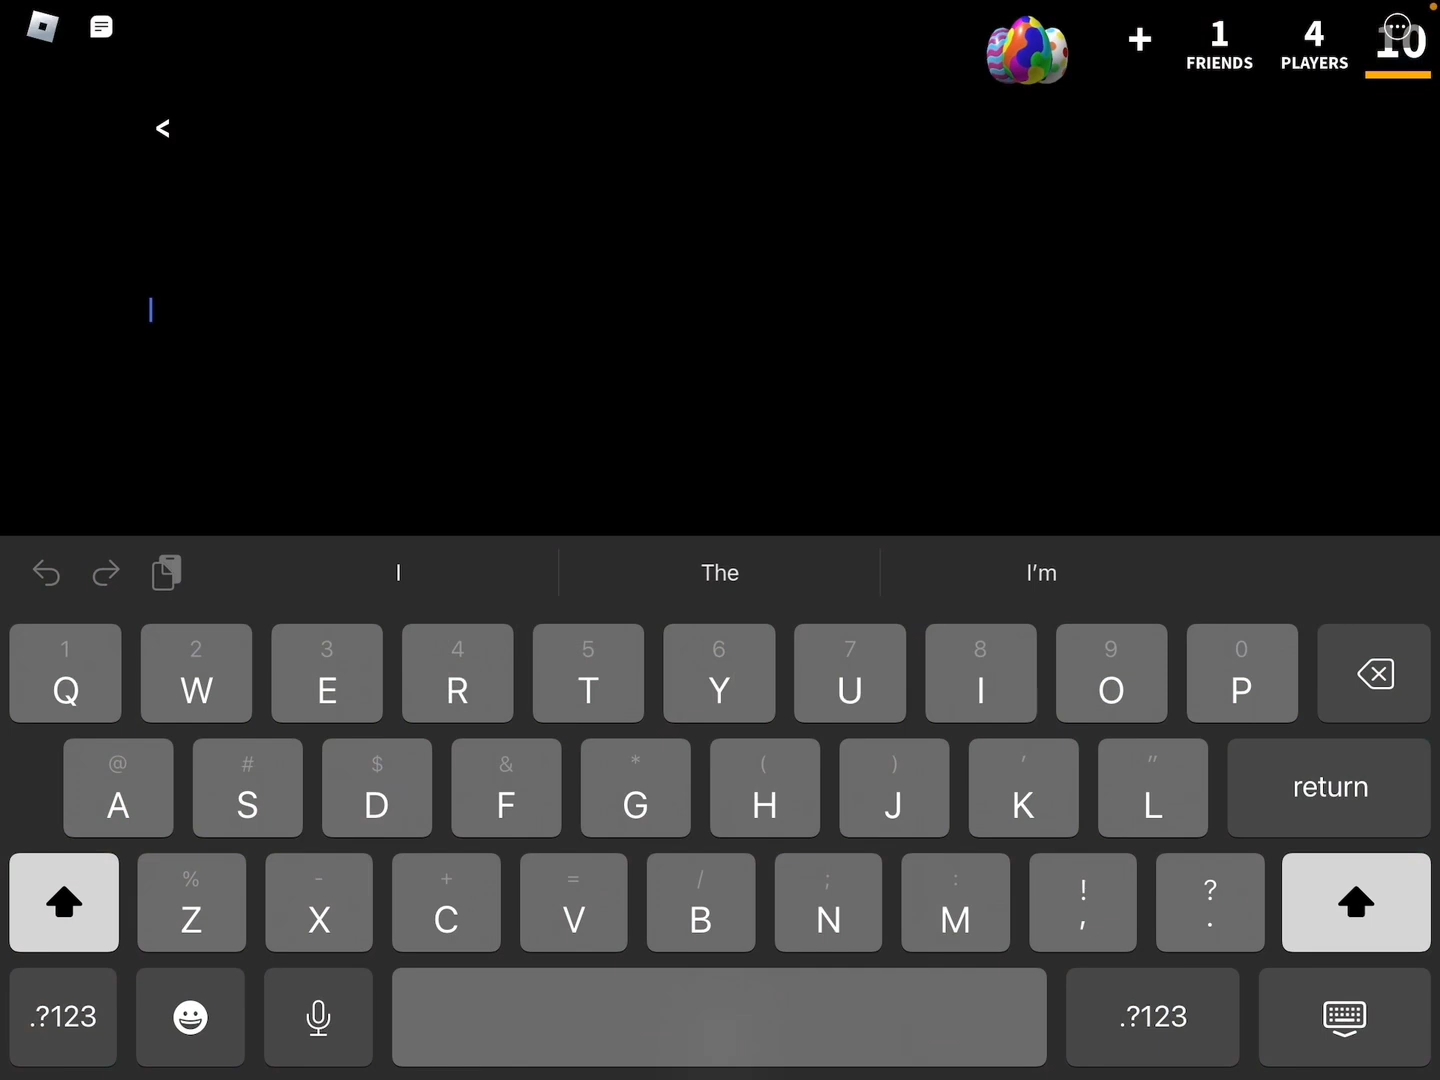 + 1 4 10
FRIENDS PLAYERS
<
I The I'm
1 2 3 4 5 6 7 8 9 0
Q W E R T Y U I O P
@ # $ & * ( ) ' "
A S D F G H J K L return
% - + = / ; : ! ?
Z X C V B N M , .
.?123 .?123